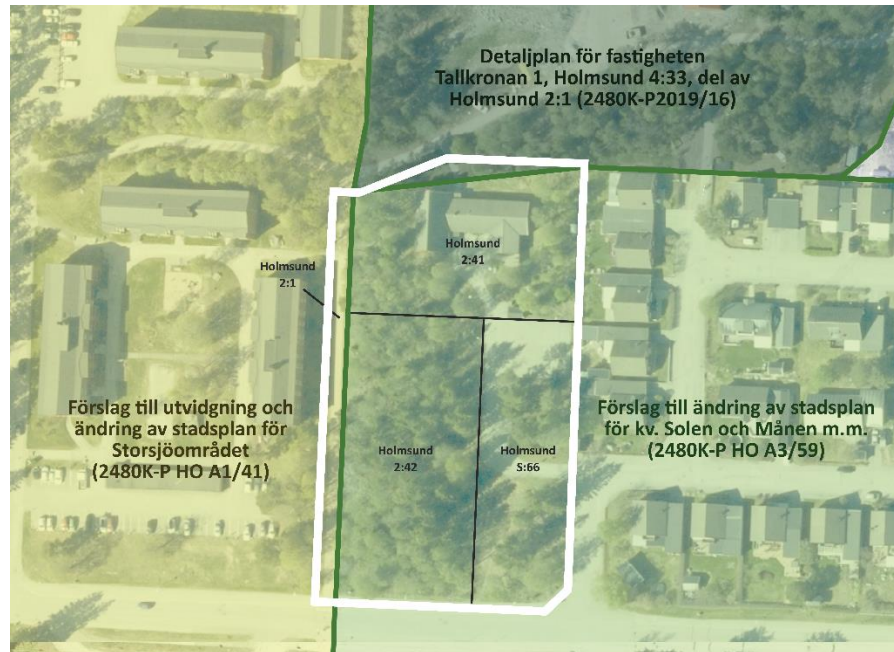 Detaljplan för fastigheten
Tallkronan 1, Holmsund 4:33, del av
Holmsund 2:1 (2480K-P2019/16)
Holmsund
2:41
Holmsund
2:1
Förslag till utvidgning och
ändring av stadsplan för
Storsjöområdet
(2480K-P HO A1/41)
Holmsund
2:42
Holmsund
S:66
Förslag till ändring av stadsplan
för kv. Solen och Månen m.m.
(2480K-P HO A3/59)